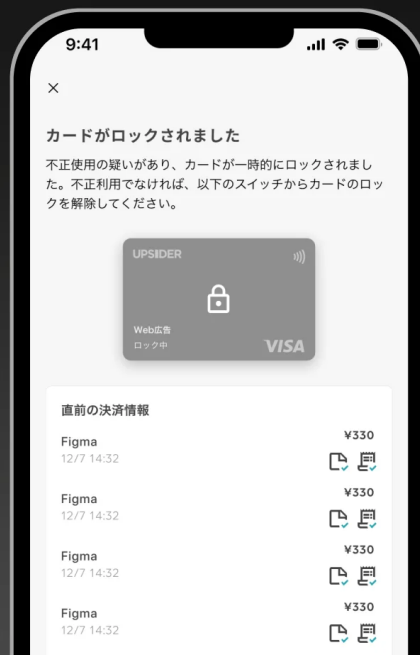 9:41
カードがロックされました
不正使用の疑いがあり、カードが一時的にロックされまし
た。不正利用でなければ、以下のスイッチからカードのロッ
クを解除してください。
UPSIDER
Web広告
ロック中
VISA
直前の決済情報
Figma
¥330
12/7 14:32
Figma
¥330
12/7 14:32
Figma
¥330
12/7 14:32
Figma
¥330
12/7 14:32